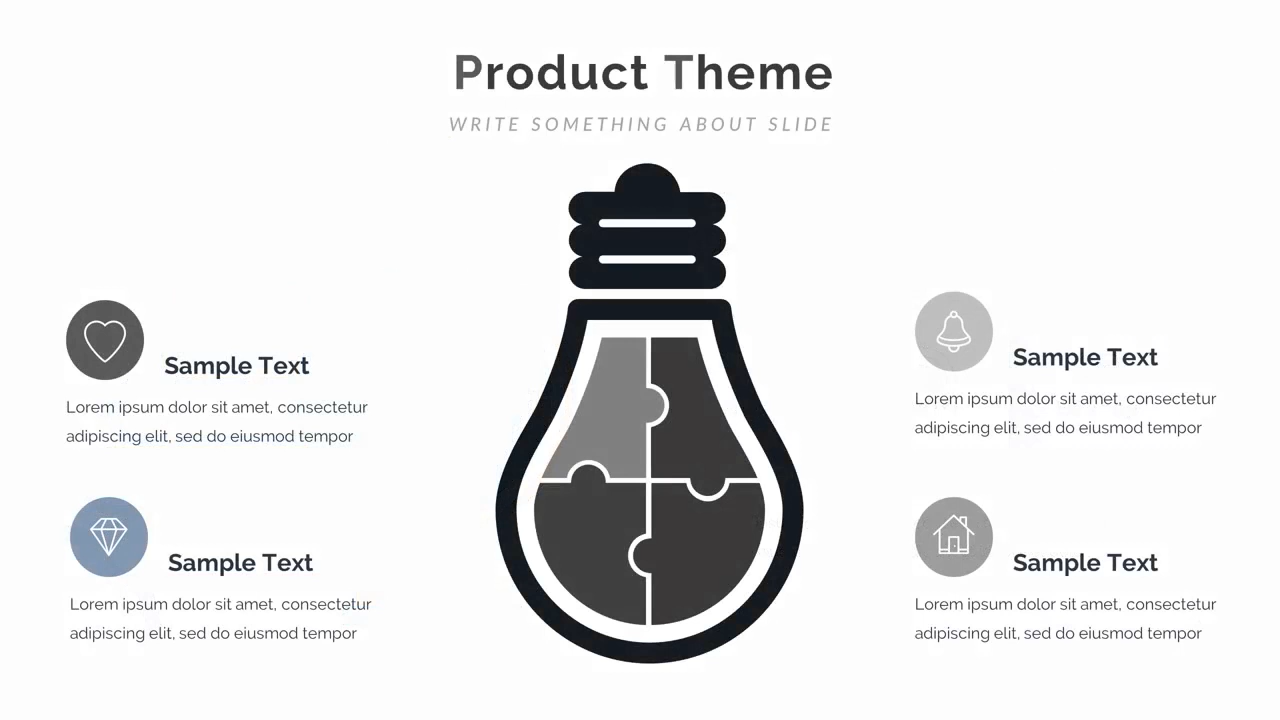 Product Theme
WRITE SOMETHING ABOUT SLIDE
Sample Text
Lorem ipsum dolor sit amet, consectetur
adipiscing elit, sed do eiusmod tempor
Sample Text
Lorem ipsum dolor sit amet, consectetur
adipiscing elit, sed do eiusmod tempor
Sample Text
Lorem ipsum dolor sit amet, consectetur
adipiscing elit, sed do eiusmod tempor
Sample Text
Lorem ipsum dolor sit amet, consectetur
adipiscing elit, sed do eiusmod tempor